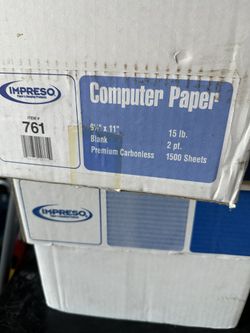 IMPRESO
ITEM #
761
Computer Paper
9½" x 11"
15 lb.
Blank
2 pt.
Premium Carbonless
1500 Sheets
IMPRESO